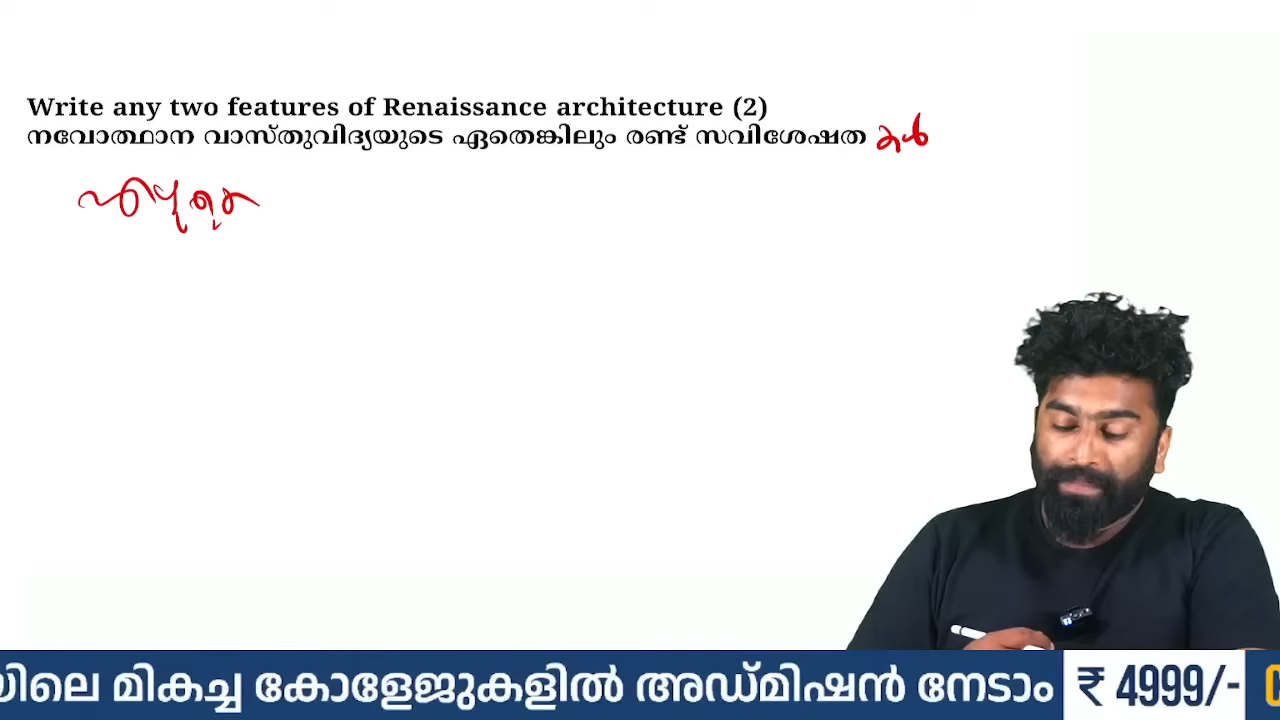 Write any two features of Renaissance architecture (2)
നവോത്ഥാന വാസ്തുവിദ്യയുടെ ഏതെങ്കിലും രണ്ട് സവിശേഷത കൾ
എഴുതുക
യിലെ മികച്ച കോളേജുകളിൽ അഡ്മിഷൻ നേടാം ₹ 4999/-